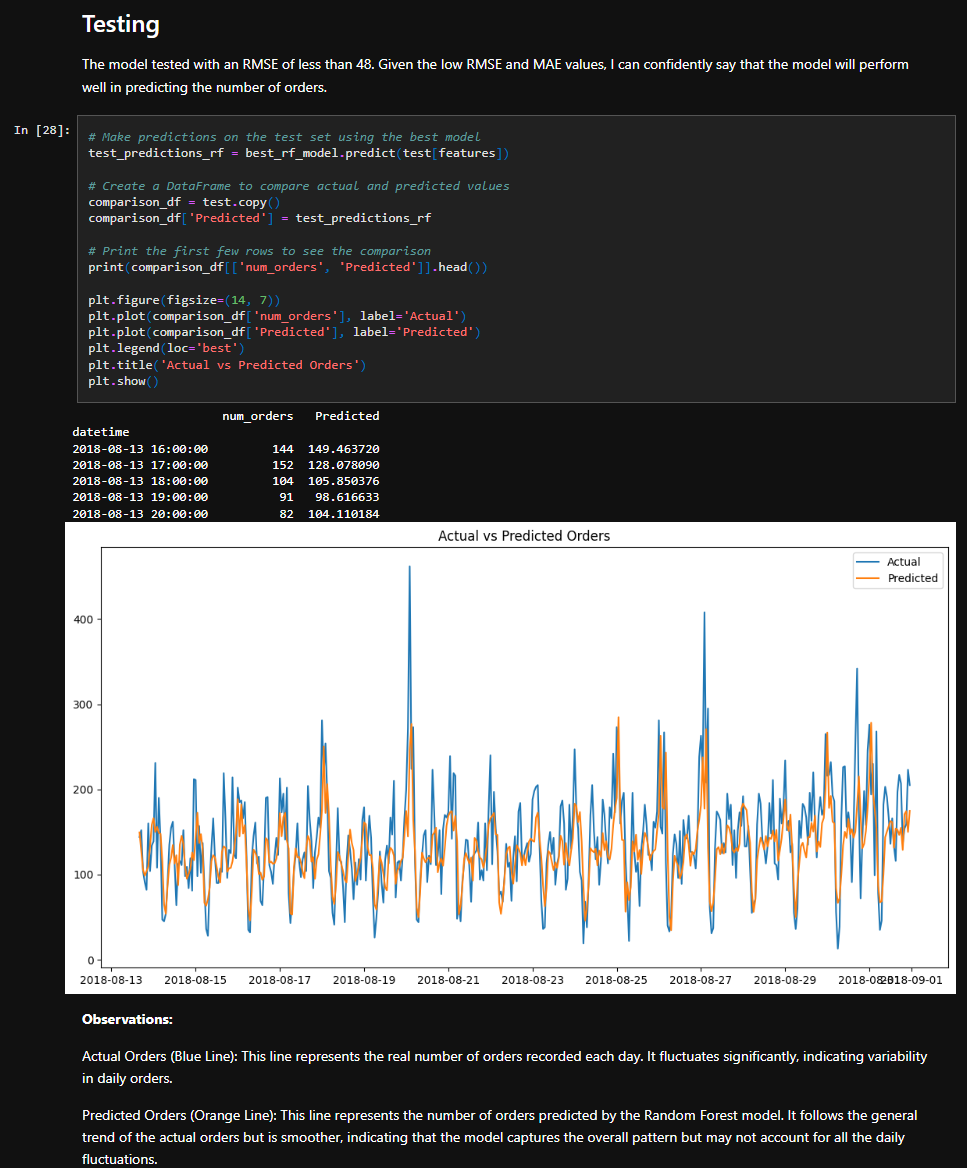 Testing
The model tested with an RMSE of less than 48. Given the low RMSE and MAE values, I can confidently say that the model will perform
well in predicting the number of orders.
In [28]:
# Make predictions on the test set using the best model
test_predictions_rf = best_rf_model.predict(test[features])
# Create a DataFrame to compare actual and predicted values
comparison_df = test.copy()
comparison_df['Predicted'] = test_predictions_rf
# Print the first few rows to see the comparison
print(comparison_df[['num_orders', 'Predicted']].head())
plt.figure(figsize=(14, 7))
plt.plot(comparison_df['num_orders'], label='Actual')
plt.plot(comparison_df['Predicted'], label='Predicted')
plt.legend(loc='best')
plt.title('Actual vs Predicted Orders')
plt.show()
num_orders Predicted
datetime
2018-08-13 16:00:00 144 149.463720
2018-08-13 17:00:00 152 128.078090
2018-08-13 18:00:00 104 105.850376
2018-08-13 19:00:00 91 98.616633
2018-08-13 20:00:00 82 104.110184
Actual vs Predicted Orders
Actual
Predicted
400
300
200
100
0
2018-08-13 2018-08-15 2018-08-17 2018-08-19 2018-08-21 2018-08-23 2018-08-25 2018-08-27 2018-08-29 2018-08-31 2018-09-01
Observations:
Actual Orders (Blue Line): This line represents the real number of orders recorded each day. It fluctuates significantly, indicating variability
in daily orders.
Predicted Orders (Orange Line): This line represents the number of orders predicted by the Random Forest model. It follows the general
trend of the actual orders but is smoother, indicating that the model captures the overall pattern but may not account for all the daily
fluctuations.